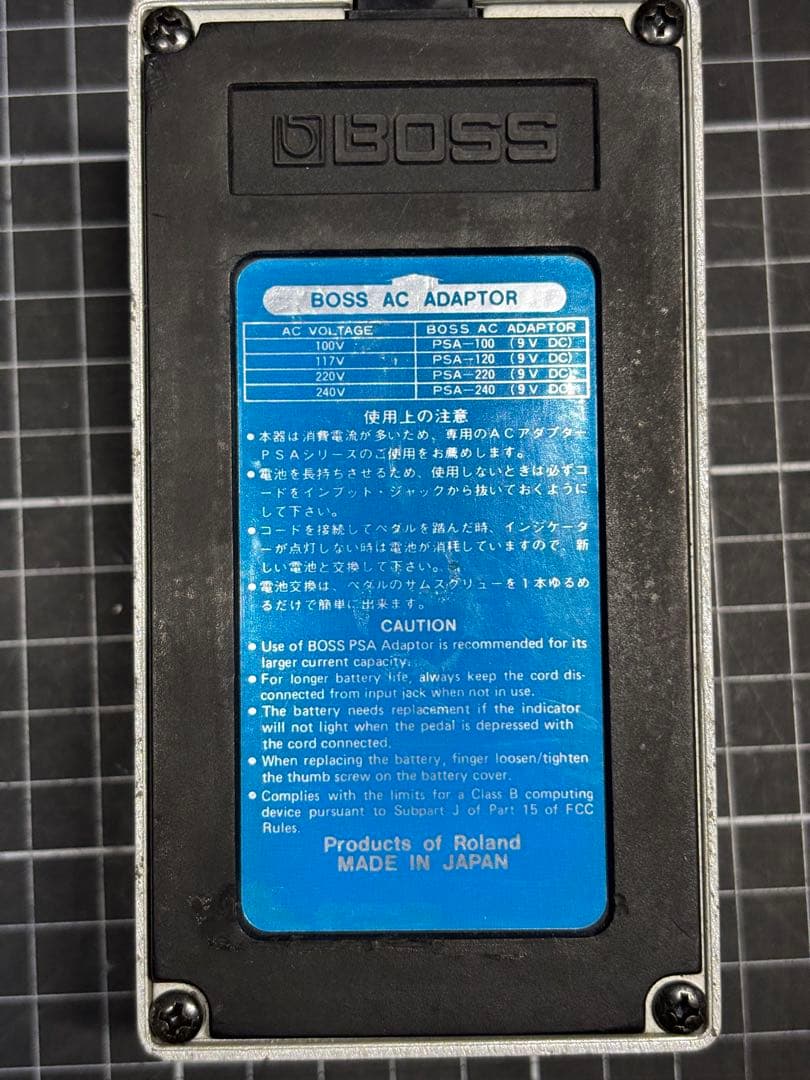 BOSS
BOSS AC ADAPTOR
AC VOLTAGE BOSS AC ADAPTOR
100V PSA-100 (9V DC)
117V PSA-120 (9V DC)
220V PSA-220 (9V DC)
240V PSA-240 (9V DC)
使用上の注意
●本器は消費電流が多いため、専用のACアダプター
PSAシリーズのご使用をお薦めします。
●電池を長持ちさせるため、使用しないときは必ずコ
ードをインプット・ジャックから抜いておくように
して下さい。
●コードを接続してペダルを踏んだ時、インジケータ
ーが点灯しない時は電池が消耗していますので、新
しい電池と交換して下さい。
●電池交換は、ペダルのサムスクリューを1本ゆるめ
るだけで簡単に出来ます。
CAUTION
● Use of BOSS PSA Adaptor is recommended for its
larger current capacity.
● For longer battery life, always keep the cord dis-
connected from input jack when not in use.
● The battery needs replacement if the indicator
will not light when the pedal is depressed with
the cord connected.
● When replacing the battery, finger loosen/tighten
the thumb screw on the battery cover.
● Complies with the limits for a Class B computing
device pursuant to Subpart J of Part 15 of FCC
Rules.
Products of Roland
MADE IN JAPAN